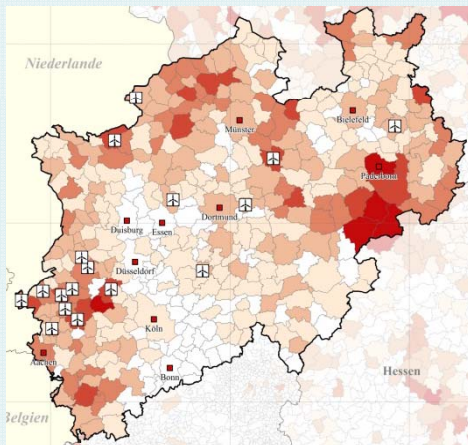 Niederlande
Münster
Bielefeld
Paderborn
Dortmund
Duisburg
Essen
Düsseldorf
Köln
Aachen
Bonn
Hessen
Belgien